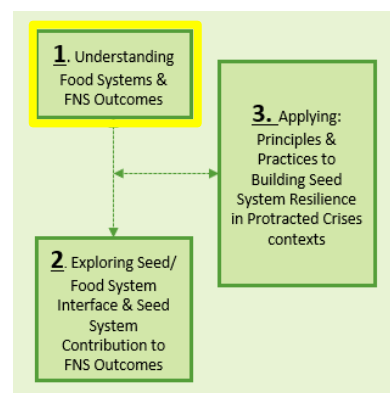 1. Understanding
Food Systems &
FNS Outcomes
2. Exploring Seed/
Food System
Interface & Seed
System
Contribution to
FNS Outcomes
3. Applying:
Principles &
Practices to
Building Seed
System Resilience
in Protracted Crises
contexts